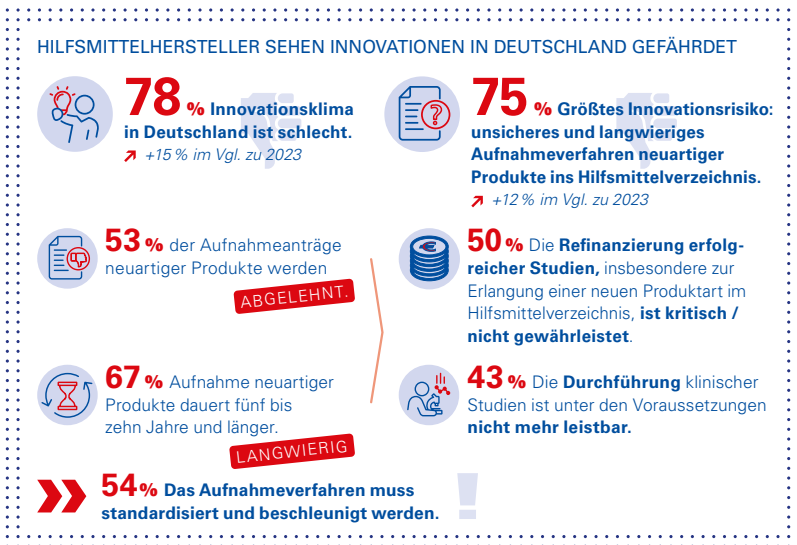 HILFSMITTELHERSTELLER SEHEN INNOVATIONEN IN DEUTSCHLAND GEFÄHRDET
78 % Innovationsklima
in Deutschland ist schlecht.
+15 % im Vgl. zu 2023
75 % Größtes Innovationsrisiko:
unsicheres und langwieriges
Aufnahmeverfahren neuartiger
Produkte ins Hilfsmittelverzeichnis.
+12 % im Vgl. zu 2023
53 % der Aufnahmeanträge
neuartiger Produkte werden
ABGELEHNT.
67 % Aufnahme neuartiger
Produkte dauert fünf bis
zehn Jahre und länger.
LANGWIERIG
50 % Die Refinanzierung erfolg-
reicher Studien, insbesondere zur
Erlangung einer neuen Produktart im
Hilfsmittelverzeichnis, ist kritisch /
nicht gewährleistet.
43 % Die Durchführung klinischer
Studien ist unter den Voraussetzungen
nicht mehr leistbar.
54 % Das Aufnahmeverfahren muss
standardisiert und beschleunigt werden.
!